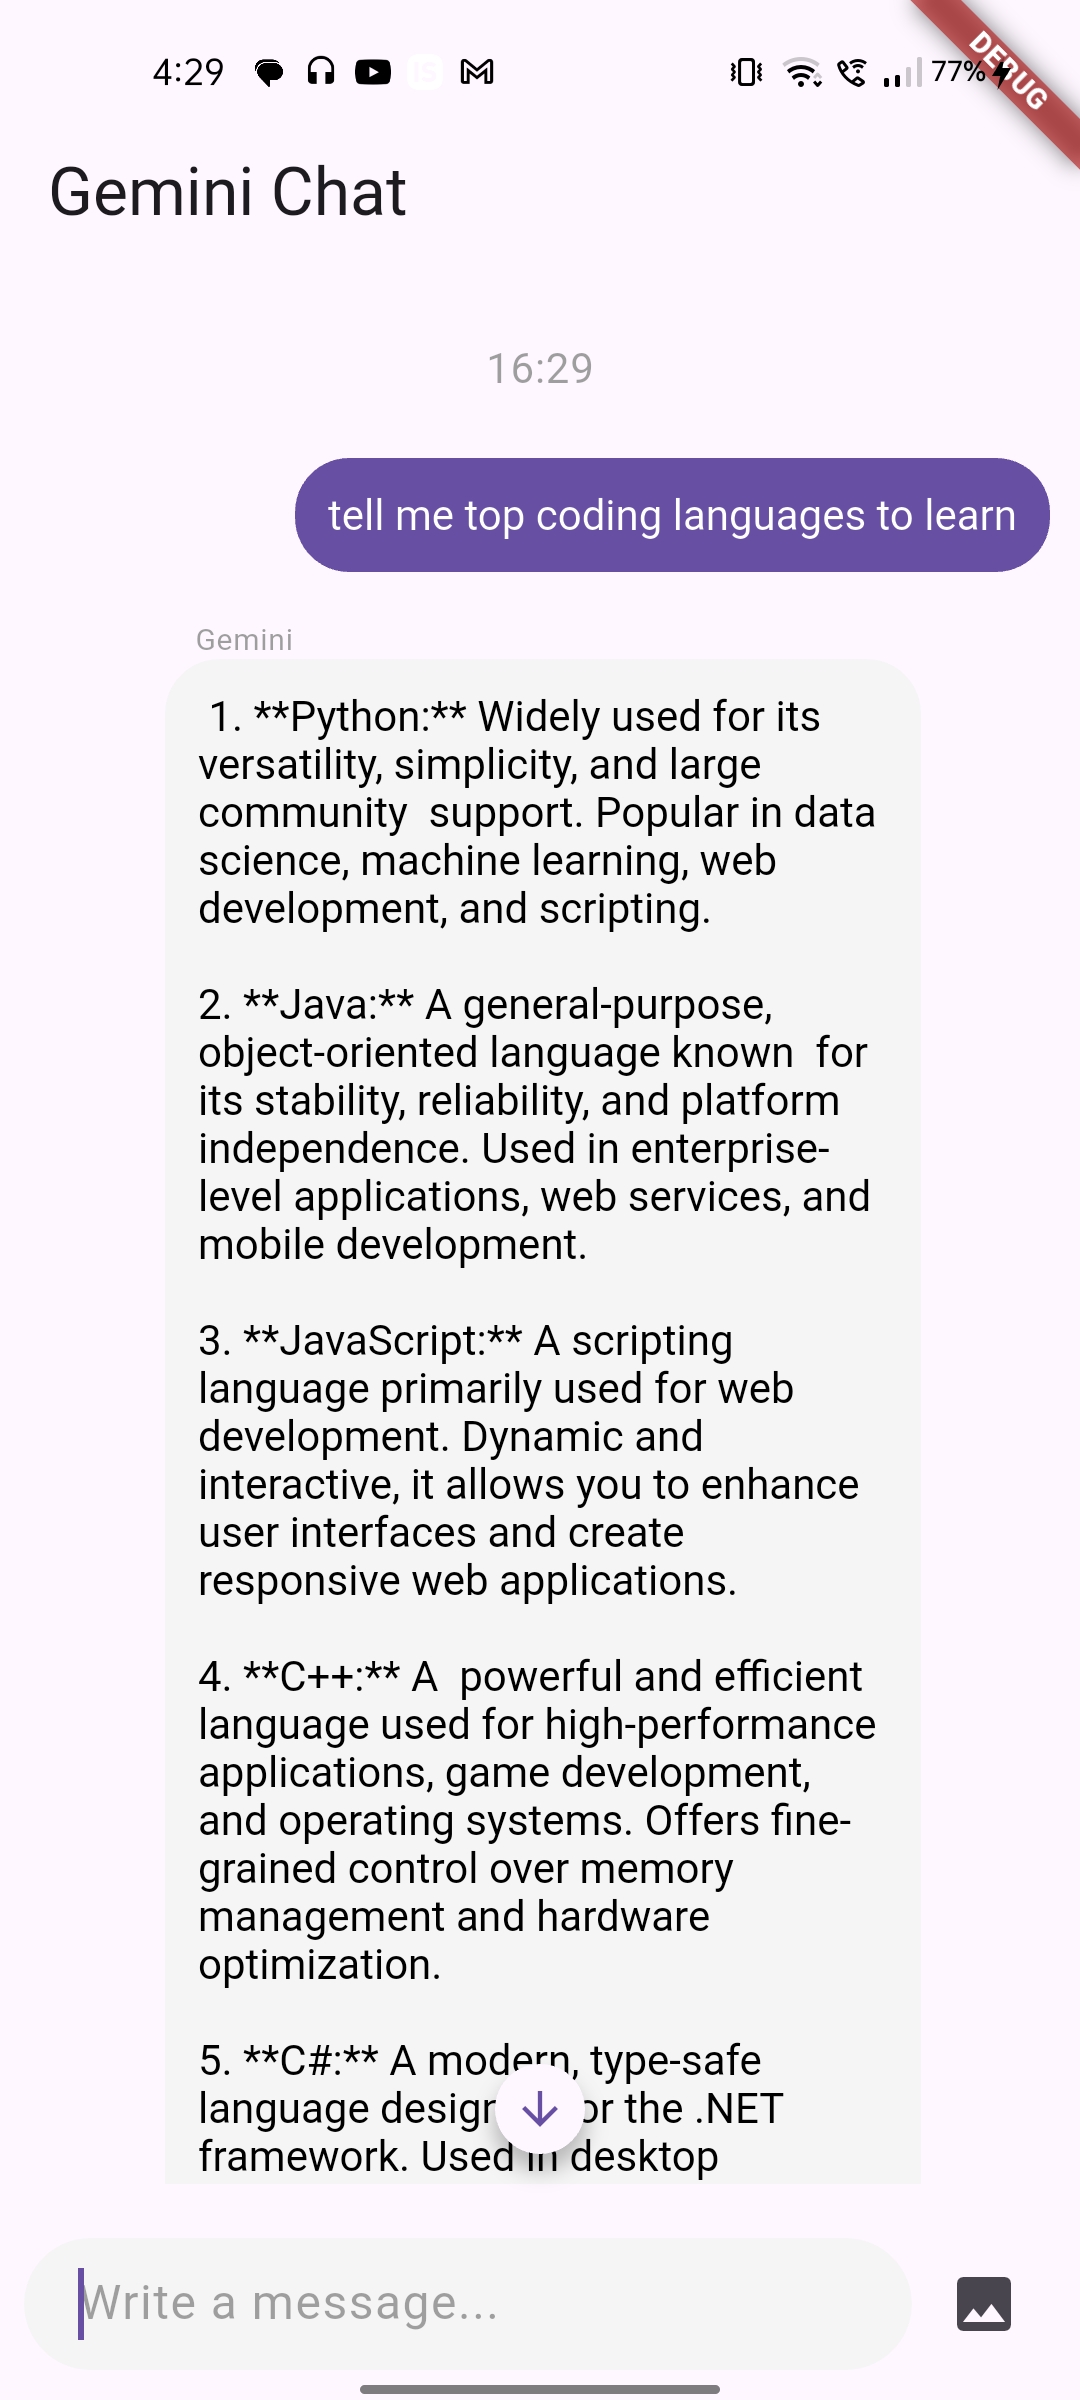 4:29
77%
DEBUG
Gemini Chat
16:29
tell me top coding languages to learn
Gemini
1. **Python:** Widely used for its
versatility, simplicity, and large
community  support. Popular in data
science, machine learning, web
development, and scripting.
2. **Java:** A general-purpose,
object-oriented language known  for
its stability, reliability, and platform
independence. Used in enterprise-
level applications, web services, and
mobile development.
3. **JavaScript:** A scripting
language primarily used for web
development. Dynamic and
interactive, it allows you to enhance
user interfaces and create
responsive web applications.
4. **C++:** A  powerful and efficient
language used for high-performance
applications, game development,
and operating systems. Offers fine-
grained control over memory
management and hardware
optimization.
5. **C#:** A modern, type-safe
language the .NET
framework. Used in desktop
Write a message...